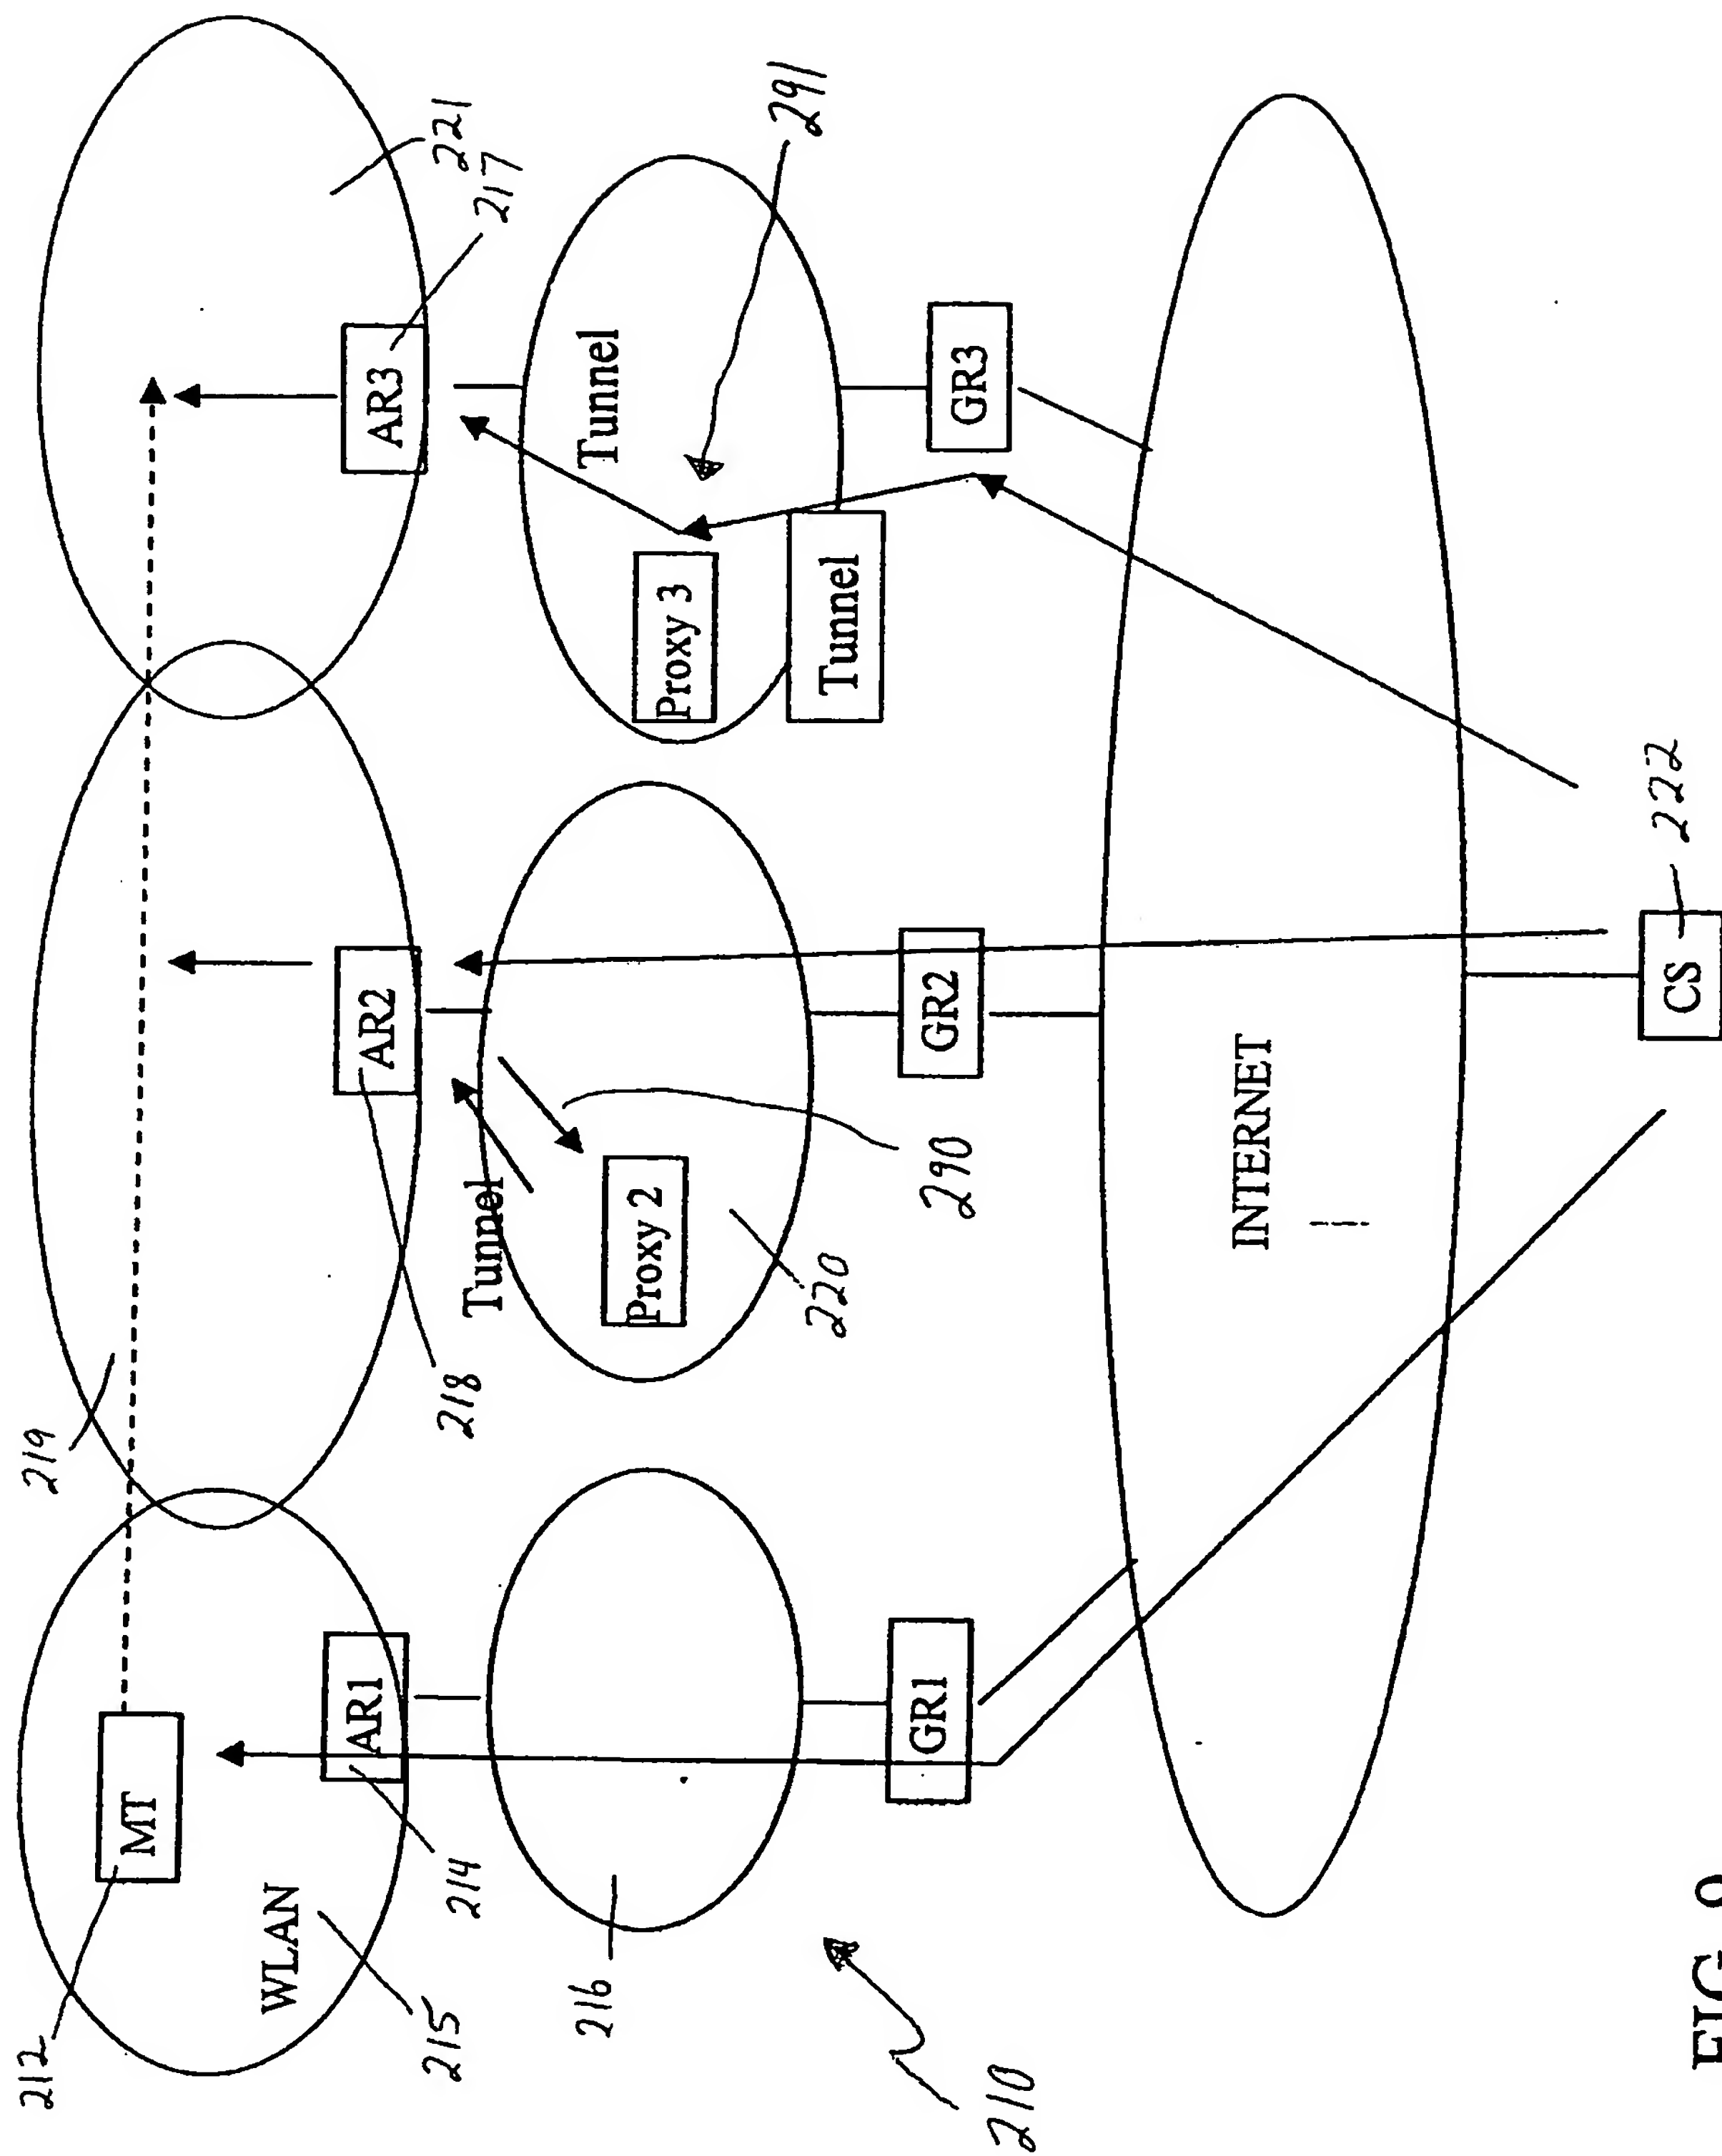 212
MT
WLAN
215
AR1
214
216
GR1
210
219
AR2
218
Tunnel
Proxy 2
220
290
GR2
INTERNET
221
217
AR3
Tunnel
291
Proxy 3
Tunnel
GR3
CS
222